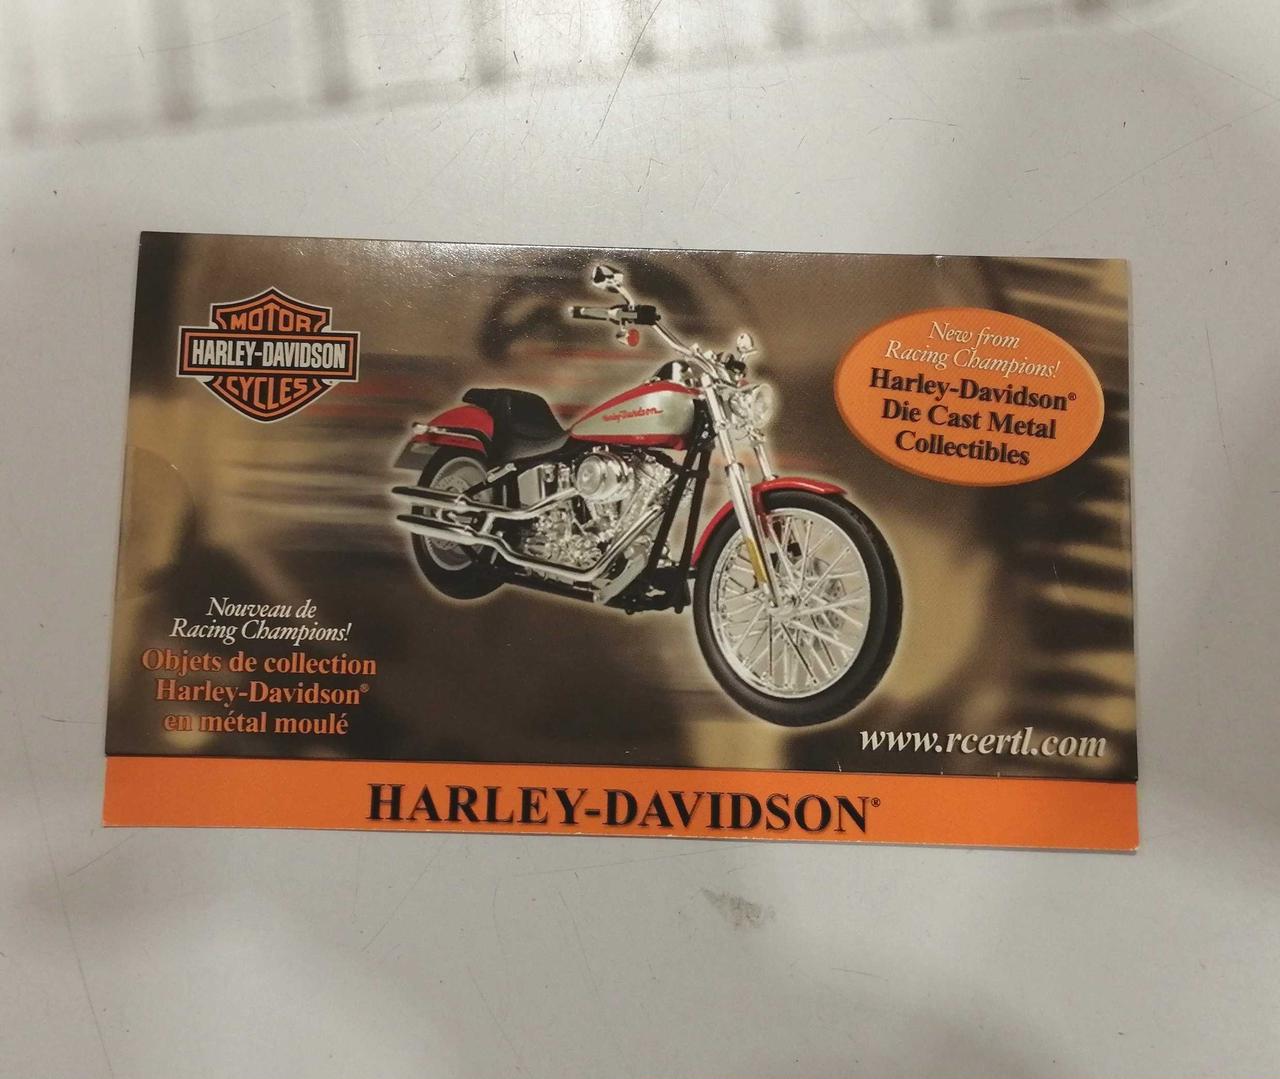 MOTOR
HARLEY-DAVIDSON
CYCLES
New from
Racing Champions!
Harley-Davidson®
Die Cast Metal
Collectibles
Harley-Davidson
Nouveau de
Racing Champions!
Objets de collection
Harley-Davidson®
en métal moulé
www.rcertl.com
HARLEY-DAVIDSON®